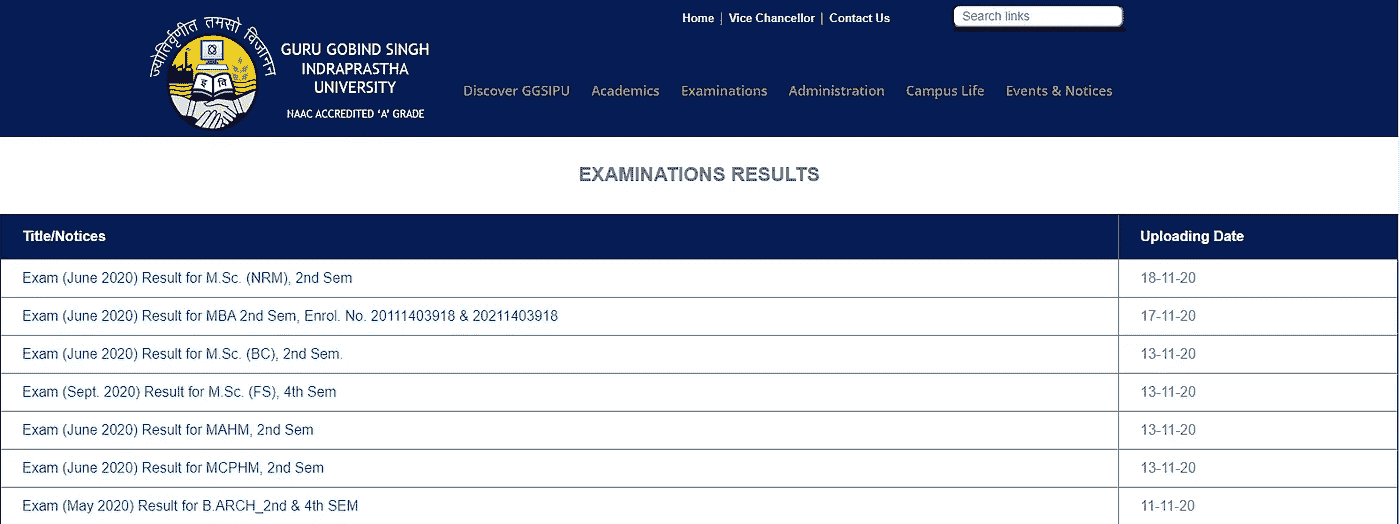 Home | Vice Chancellor | Contact Us
Search links
ज्योतिर्वृणीत तमसो विजानन
इ वि
GURU GOBIND SINGH
INDRAPRASTHA
UNIVERSITY
NAAC ACCREDITED ‘A’ GRADE
Discover GGSIPU Academics Examinations Administration Campus Life Events & Notices
EXAMINATIONS RESULTS
Title/Notices Uploading Date
Exam (June 2020) Result for M.Sc. (NRM), 2nd Sem 18-11-20
Exam (June 2020) Result for MBA 2nd Sem, Enrol. No. 20111403918 & 20211403918 17-11-20
Exam (June 2020) Result for M.Sc. (BC), 2nd Sem. 13-11-20
Exam (Sept. 2020) Result for M.Sc. (FS), 4th Sem 13-11-20
Exam (June 2020) Result for MAHM, 2nd Sem 13-11-20
Exam (June 2020) Result for MCPHM, 2nd Sem 13-11-20
Exam (May 2020) Result for B.ARCH_2nd & 4th SEM 11-11-20